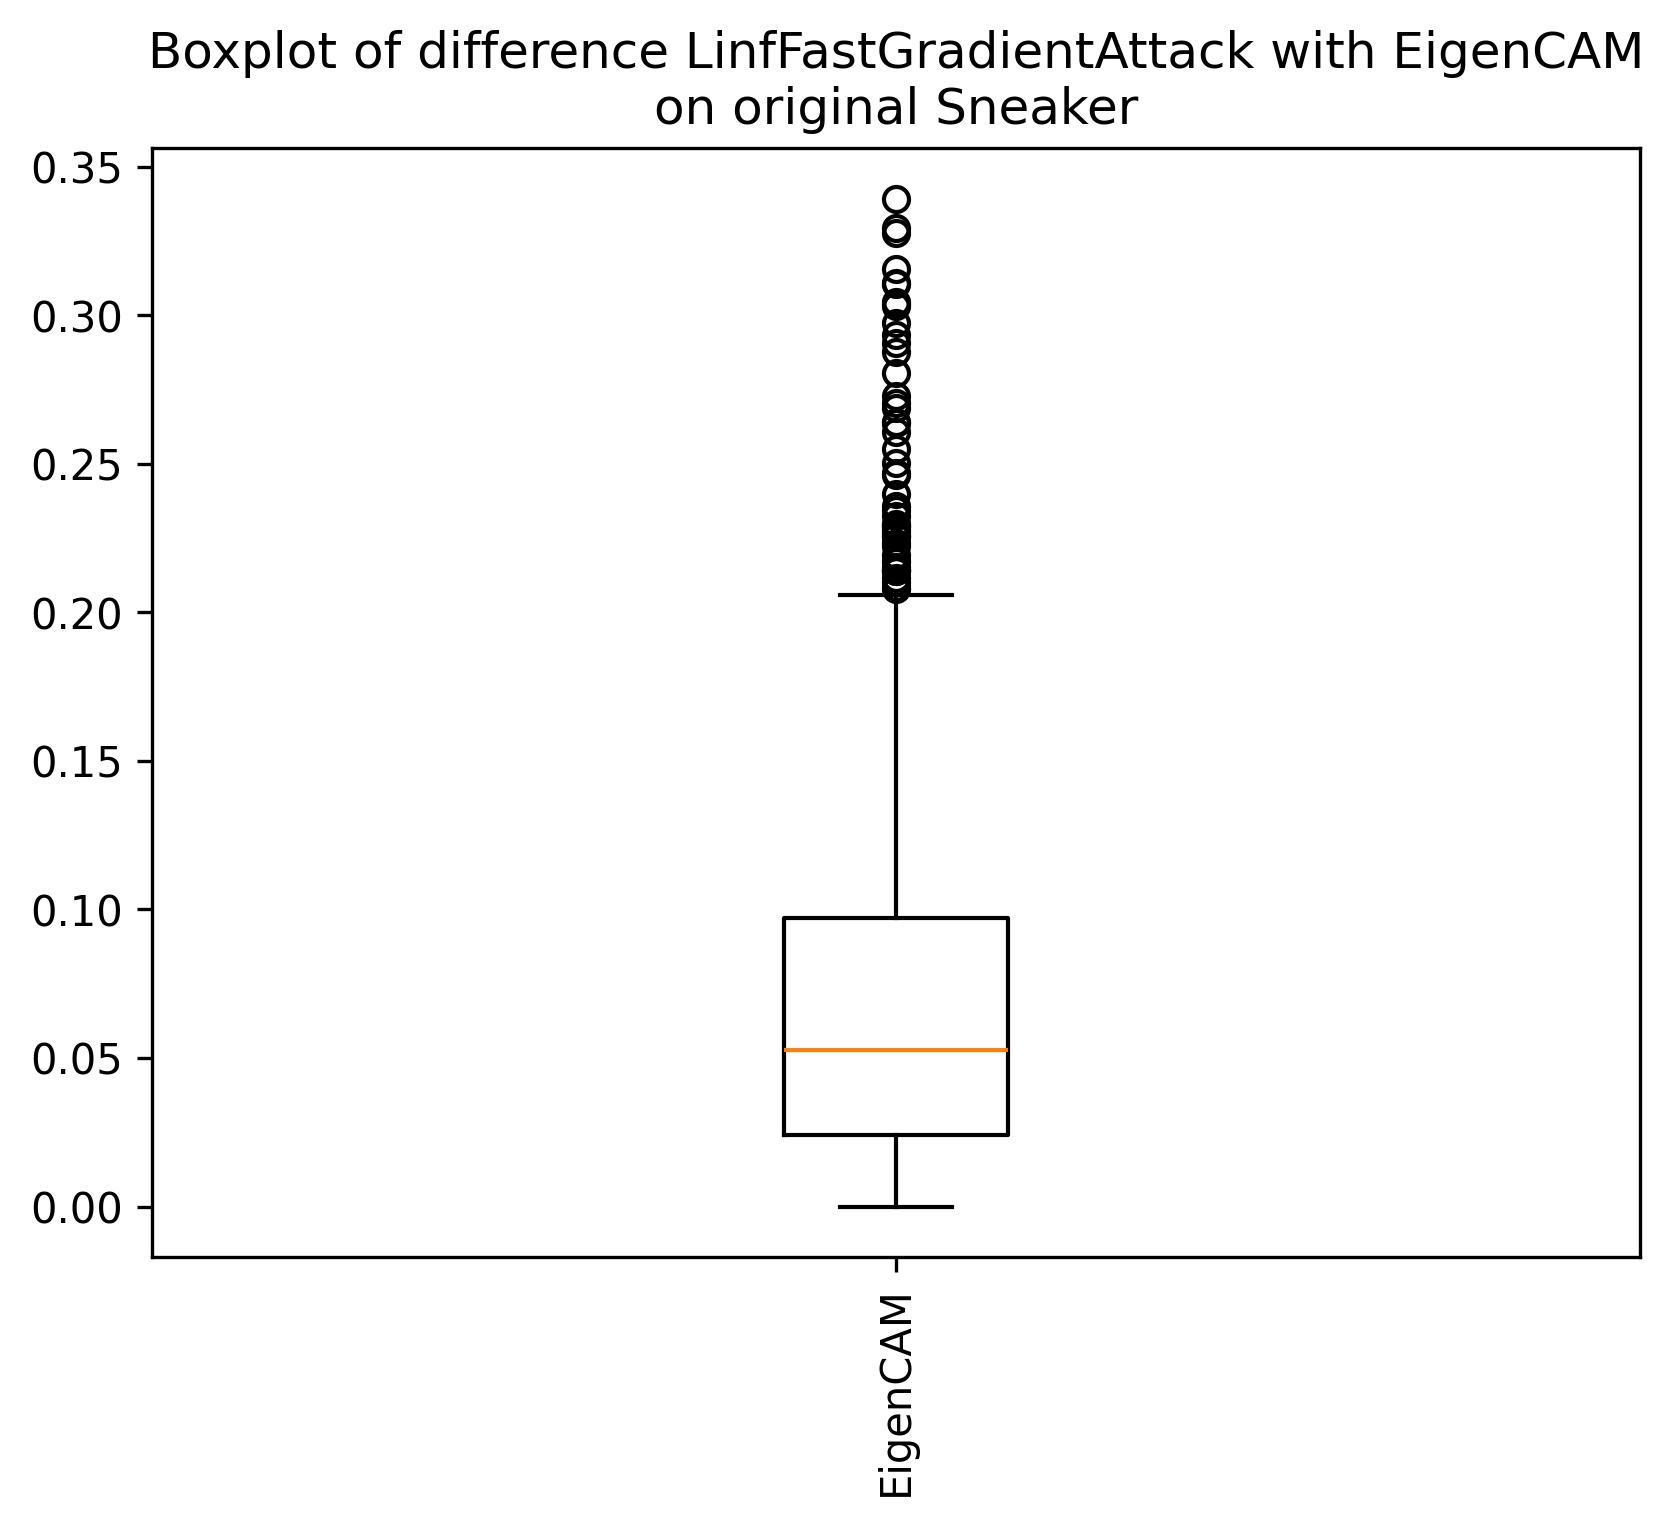 Boxplot of difference LinfFastGradientAttack with EigenCAM
on original Sneaker
0.35
0.30
0.25
0.20
0.15
0.10
0.05
0.00
EigenCAM